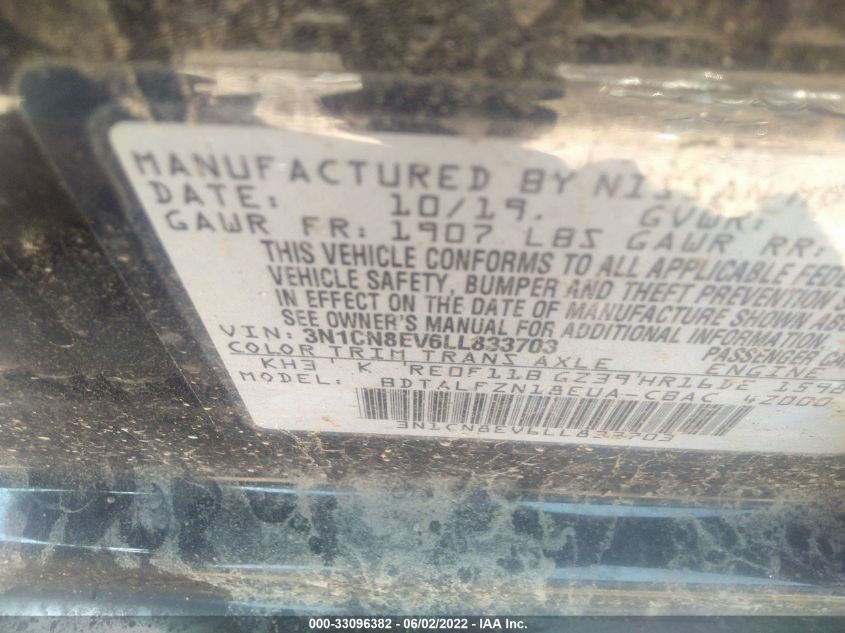 MANUFACTURED BY NISSAN
DATE: 10/19. GVWR:
GAWR FR: 1907 LBS GAWR RR:
THIS VEHICLE CONFORMS TO ALL APPLICABLE FEDE
VEHICLE SAFETY, BUMPER AND THEFT PREVENTION S
IN EFFECT ON THE DATE OF MANUFACTURE SHOWN ABO
SEE OWNER'S MANUAL FOR ADDITIONAL INFORMATION.
VIN: 3N1CN8EV6LL833703 PASSENGER CA
COLOR TRIM TRANS AXLE ENGINE
KH3 K RE0F11B GZ39 HR16DE
MODEL: BDTALFZN18EUA-CBAC 42000
3N1CN8EV6LL833703
000-33096382 - 06/02/2022 - IAA Inc.